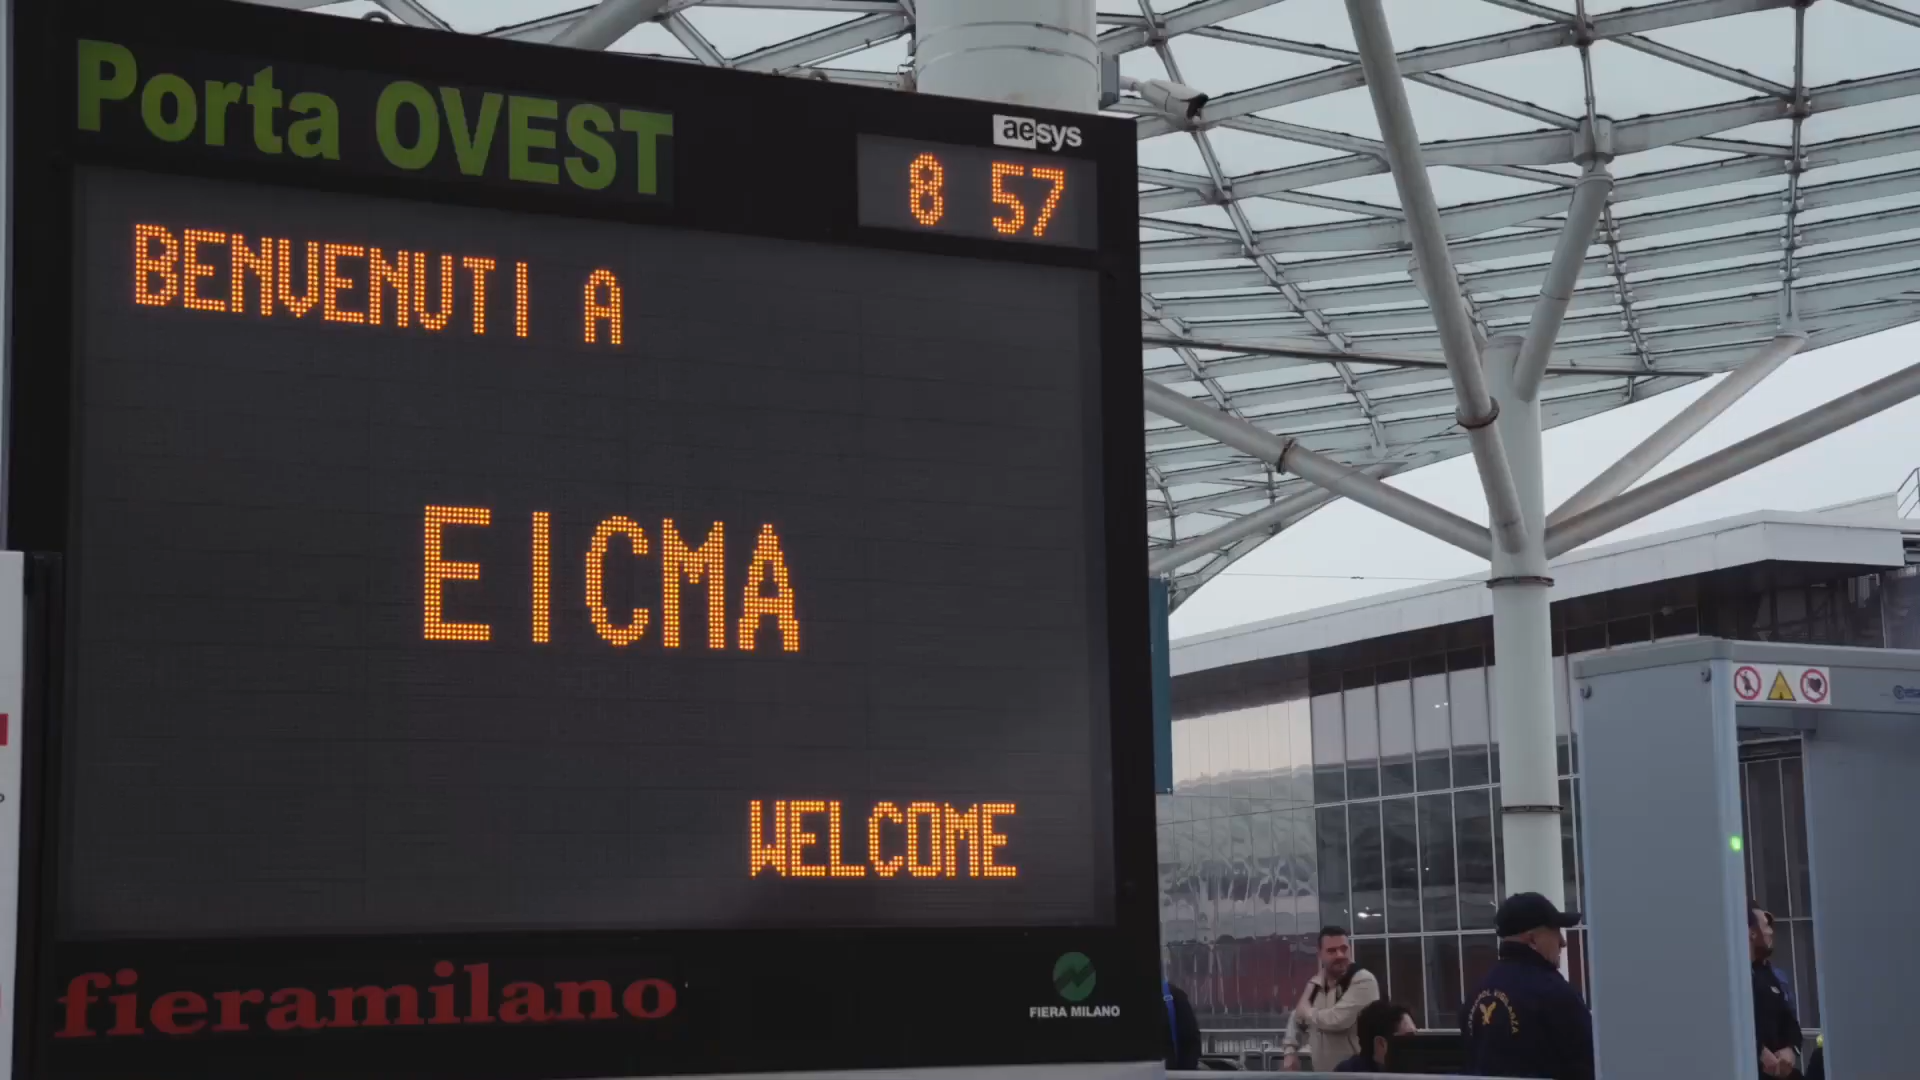 Porta OVEST
aesys
8 57
BENVENUTI A
EICMA
WELCOME
fieramilano
FIERA MILANO